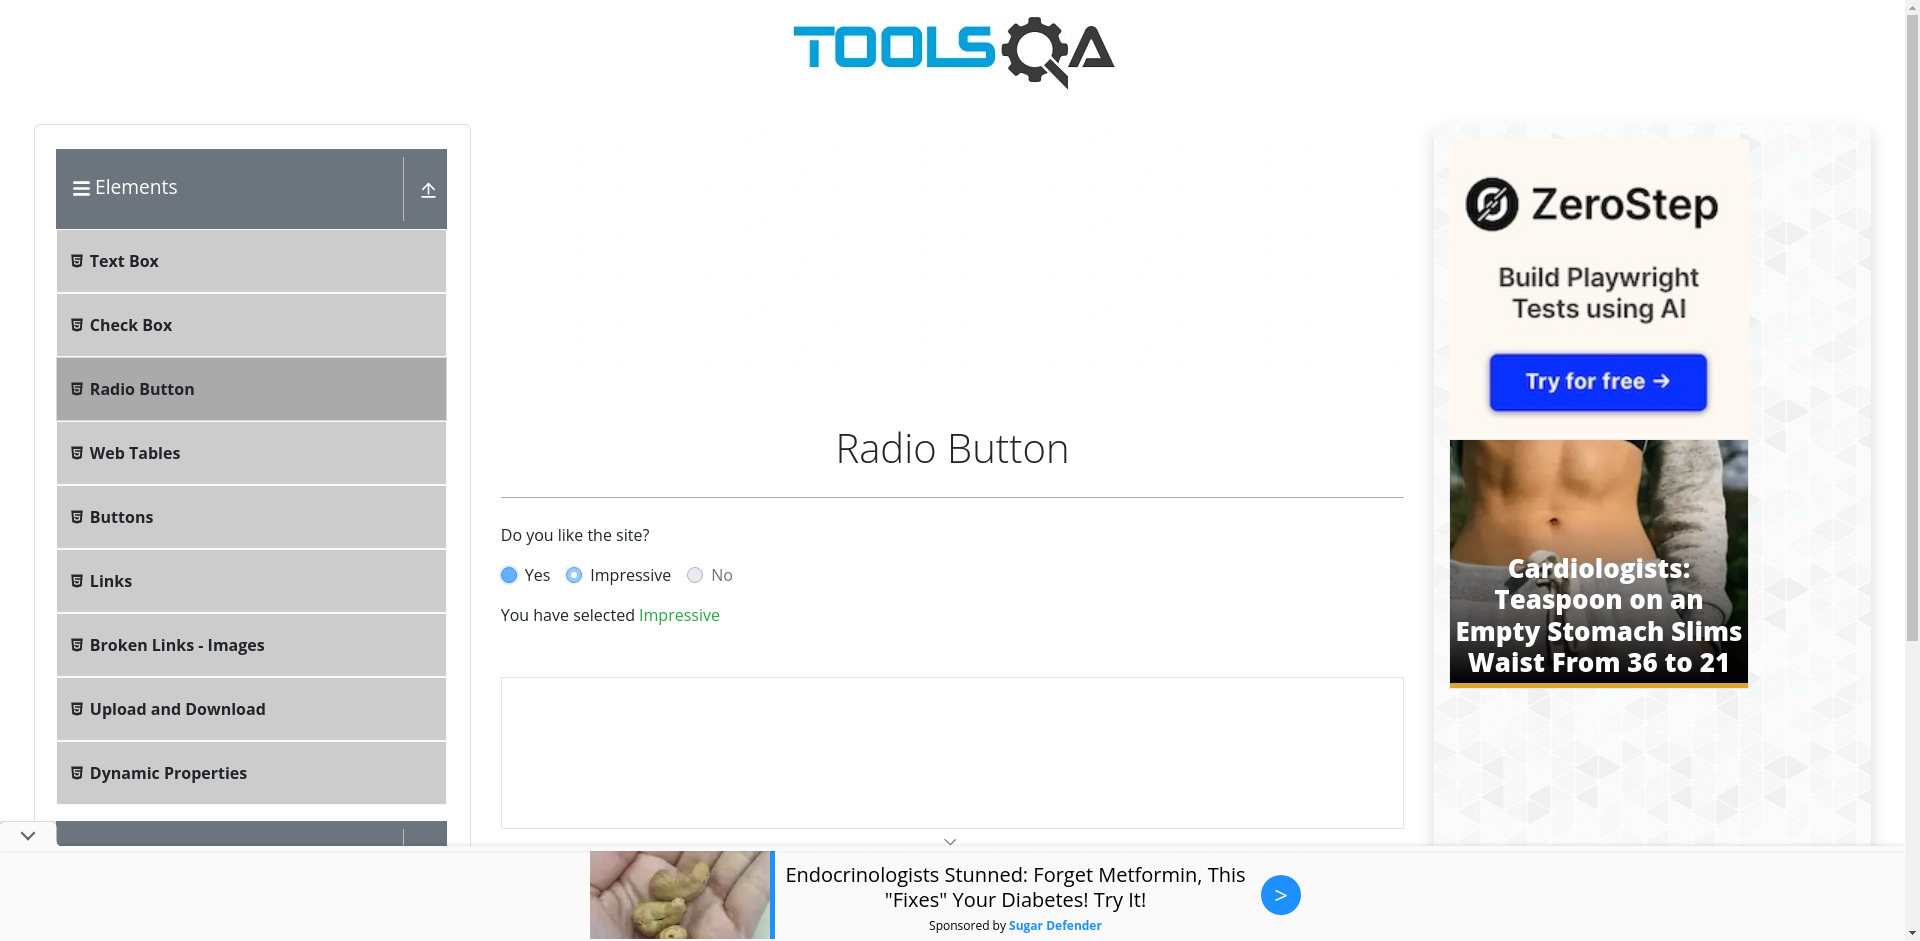 TOOLSQA
Elements
Text Box
Check Box
Radio Button
Web Tables
Buttons
Links
Broken Links - Images
Upload and Download
Dynamic Properties
Radio Button
Do you like the site?
Yes
Impressive
No
You have selected Impressive
ZeroStep
Build Playwright
Tests using AI
Try for free →
Cardiologists:
Teaspoon on an
Empty Stomach Slims
Waist From 36 to 21
Endocrinologists Stunned: Forget Metformin, This
"Fixes" Your Diabetes! Try It!
Sponsored by Sugar Defender
>